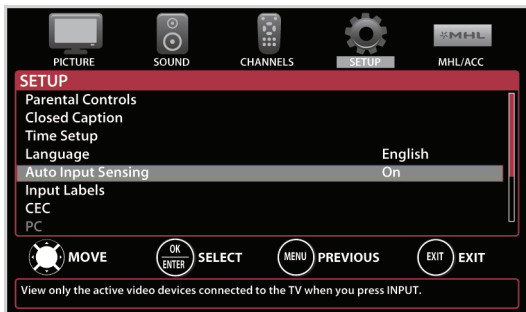 MHL
PICTURE SOUND CHANNELS SETUP MHL/ACC
SETUP
Parental Controls
Closed Caption
Time Setup
Language English
Auto Input Sensing On
Input Labels
CEC
PC
MOVE OK ENTER SELECT MENU PREVIOUS EXIT EXIT
View only the active video devices connected to the TV when you press INPUT.